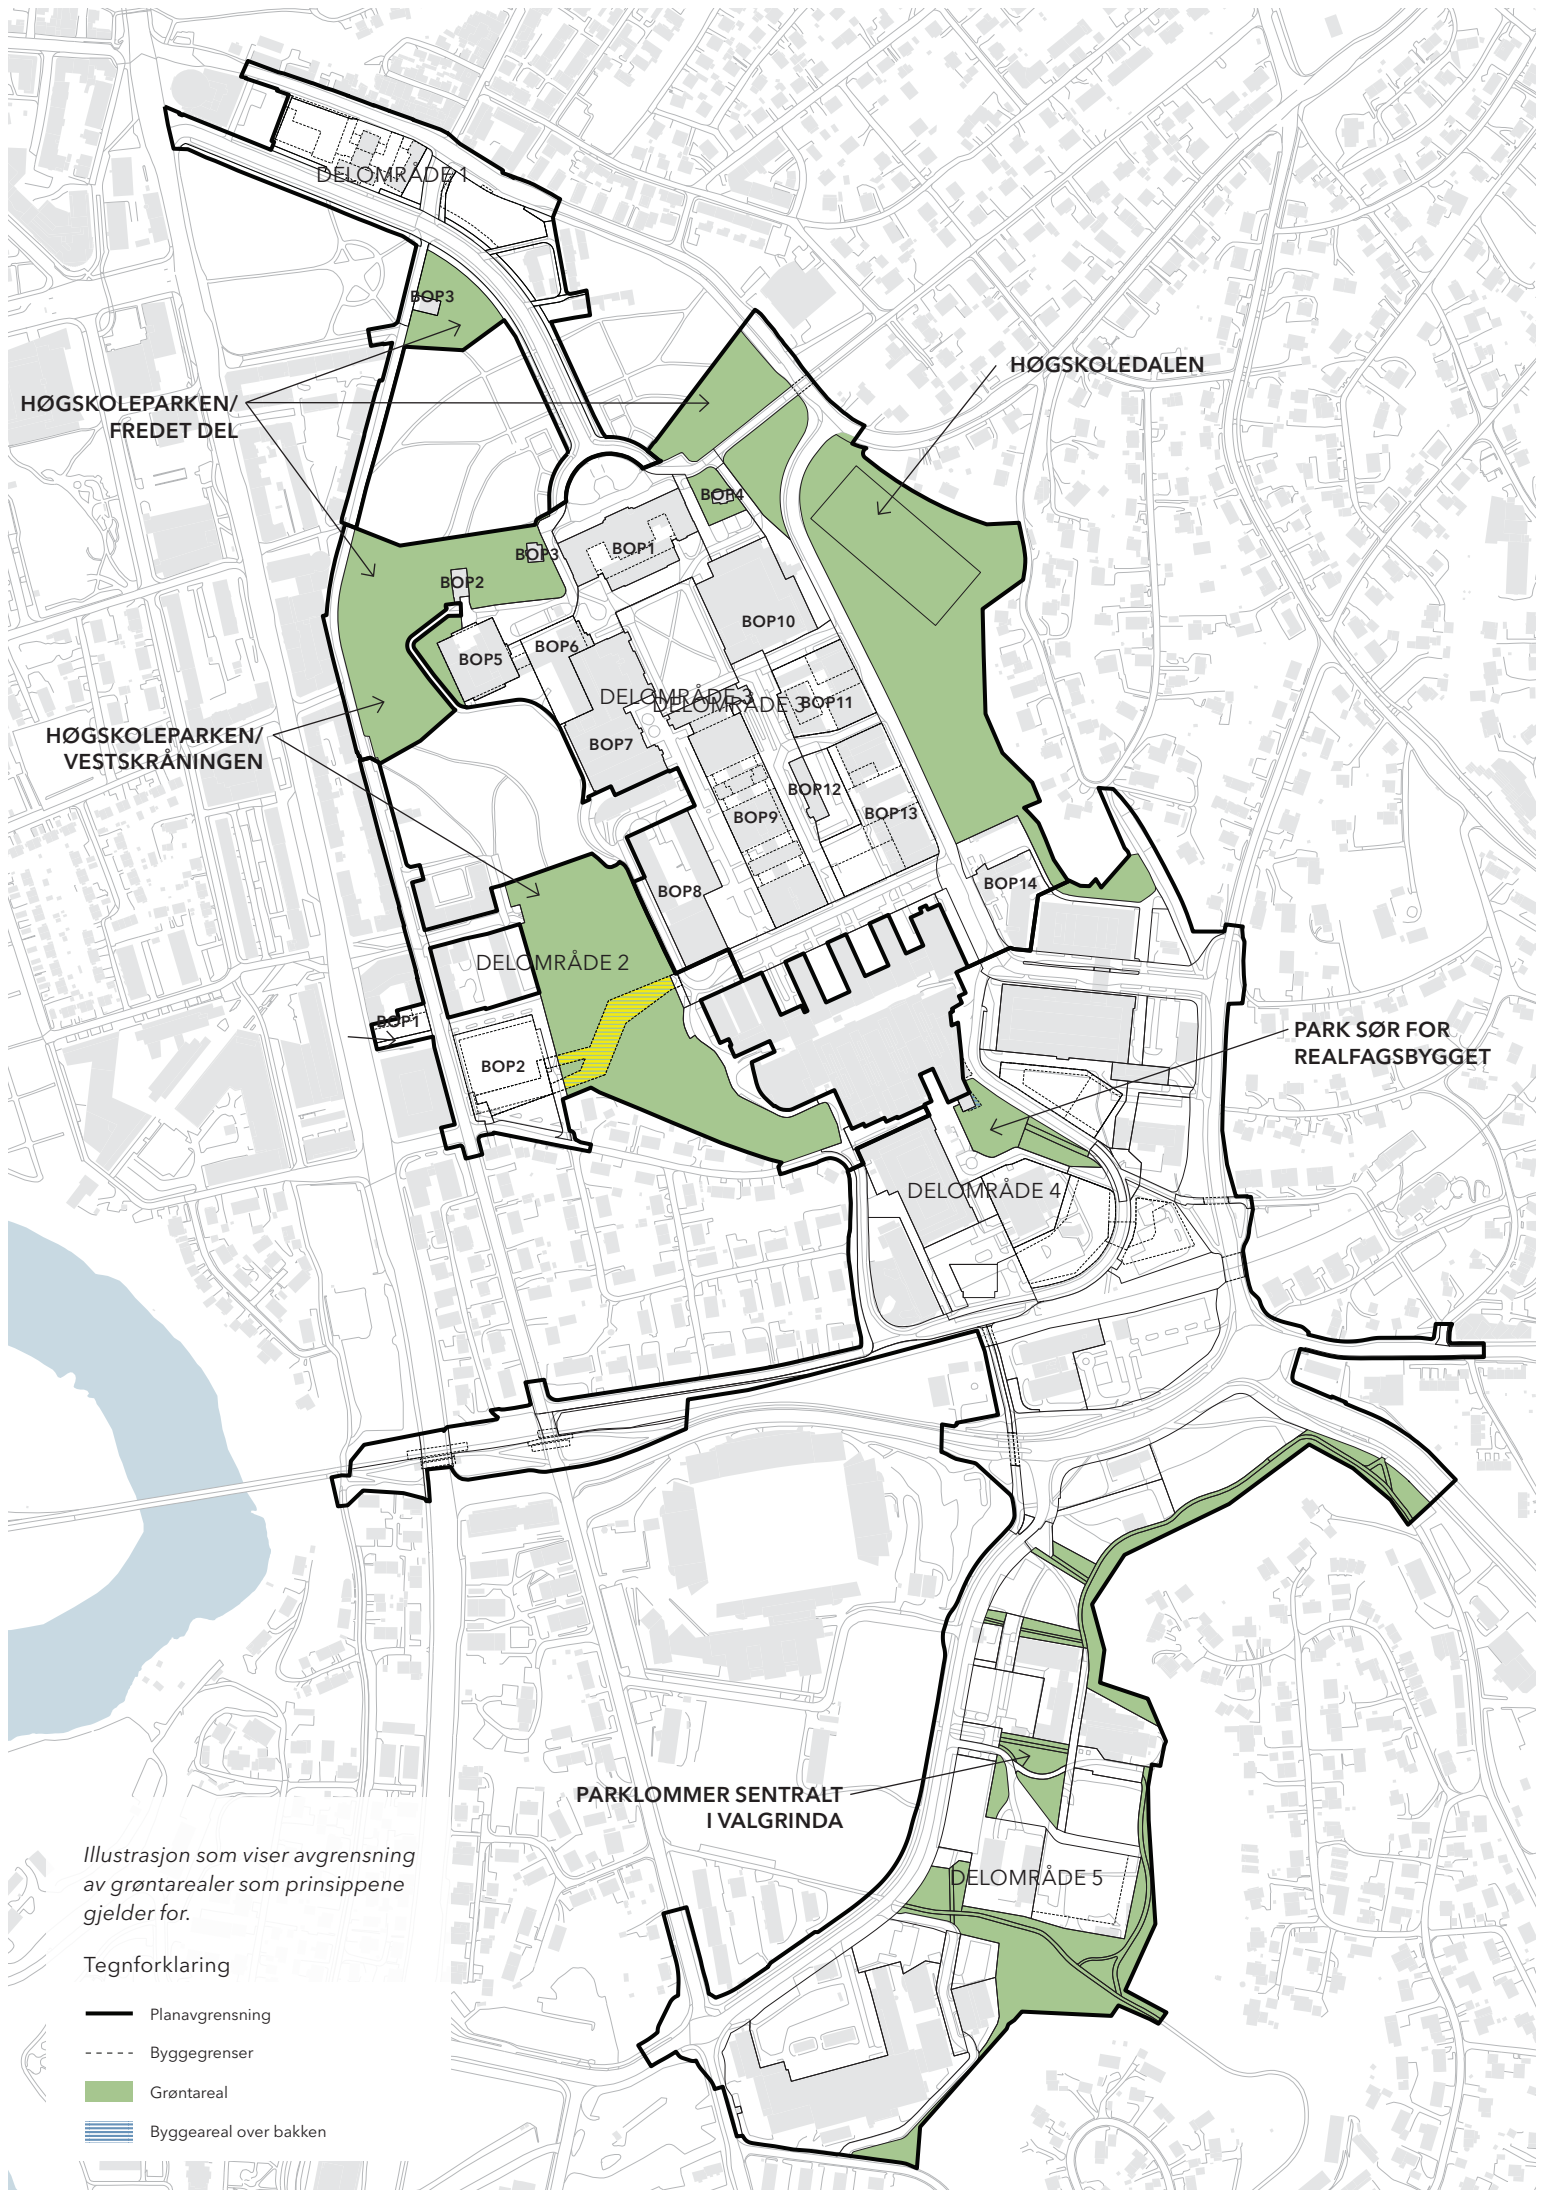 DELOMRÅDE 1
BOP3
HØGSKOLEDALEN
HØGSKOLEPARKEN/
FREDET DEL
BOP4
BOP1
BOP3
BOP2
BOP10
BOP6
BOP5
DELOMRÅDE 3
DELOMRÅDE 3
BOP11
HØGSKOLEPARKEN/
VESTSKRÅNINGEN
BOP7
BOP12
BOP9
BOP13
BOP8
BOP14
DELOMRÅDE 2
BOP1
BOP2
PARK SØR FOR
REALFAGSBYGGET
DELOMRÅDE 4
PARKLOMMER SENTRALT
I VALGRINDA
DELOMRÅDE 5
Illustrasjon som viser avgrensning
av grøntarealer som prinsippene
gjelder for.
Tegnforklaring
Planavgrensning
Byggegrenser
Grøntareal
Byggeareal over bakken